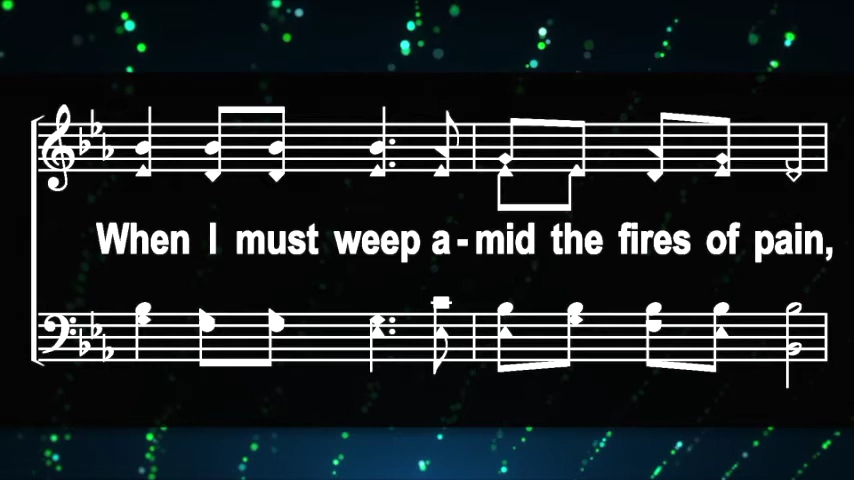 When I must weep a-mid the fires of pain,